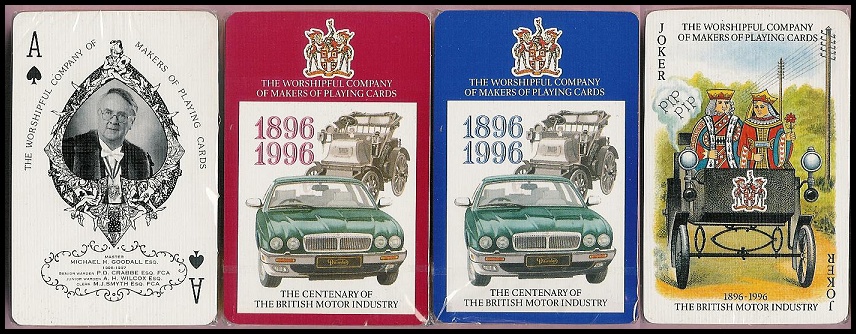 A
THE WORSHIPFUL COMPANY OF MAKERS OF PLAYING CARDS
MASTER
MICHAEL H. GOODALL ESQ.
1996/1997
SENIOR WARDEN P.D. CRABBE ESQ. FCA
JUNIOR WARDEN A. H. WILCOX ESQ.
CLERK M.J. SMYTH ESQ. FCA
A
THE WORSHIPFUL COMPANY
OF MAKERS OF PLAYING CARDS
1896
1996
THE CENTENARY OF
THE BRITISH MOTOR INDUSTRY
THE WORSHIPFUL COMPANY
OF MAKERS OF PLAYING CARDS
1896
1996
THE CENTENARY OF
THE BRITISH MOTOR INDUSTRY
JOKER
THE WORSHIPFUL COMPANY
OF MAKERS OF PLAYING CARDS
PIP
PIP
1896-1996
THE BRITISH MOTOR INDUSTRY
JOKER